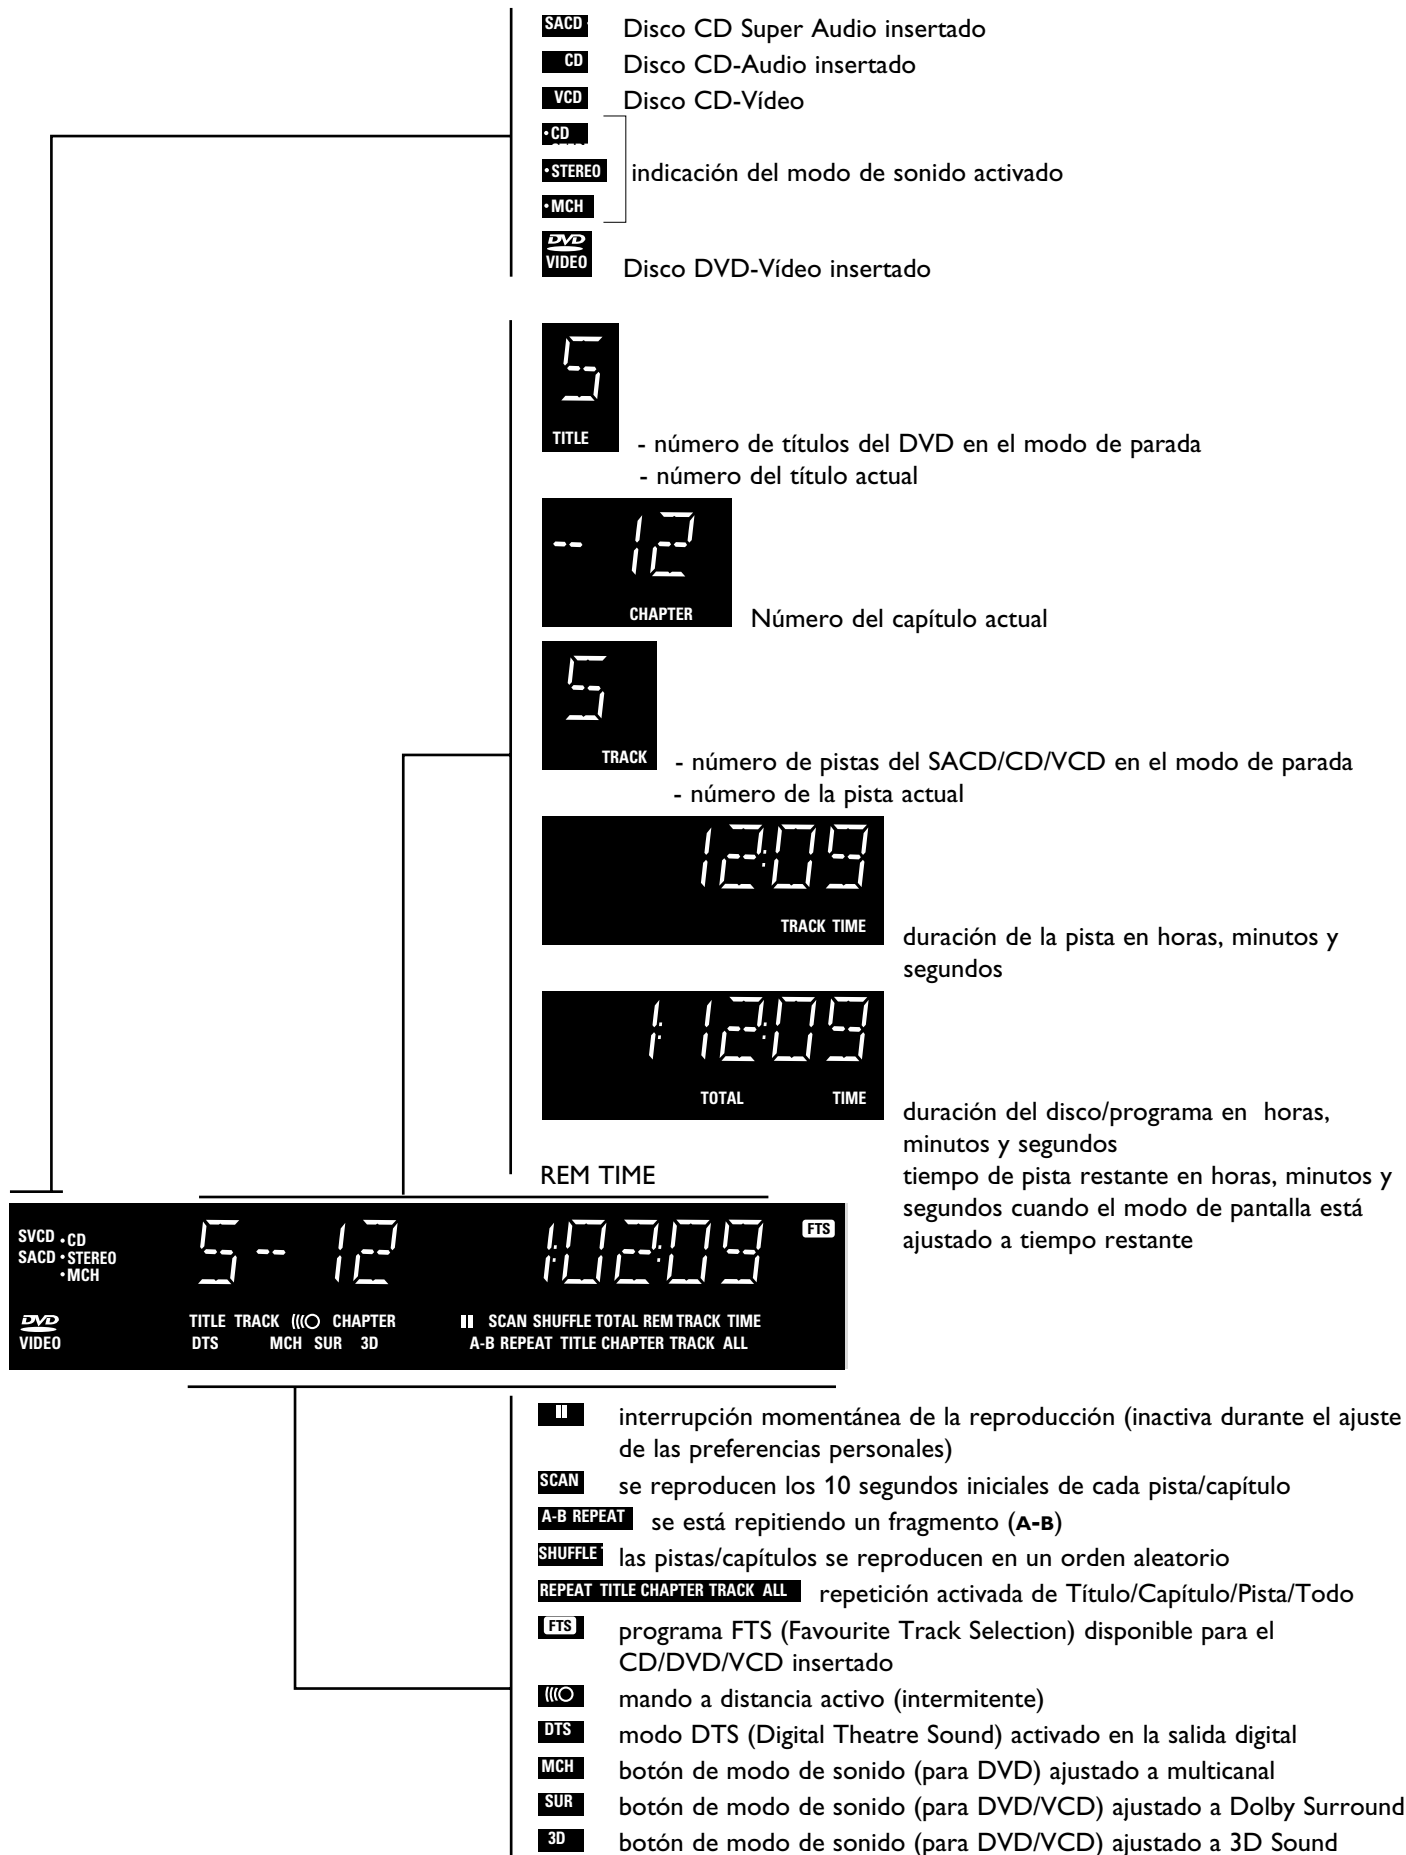 SACD Disco CD Super Audio insertado
CD Disco CD-Audio insertado
VCD Disco CD-Vídeo
•CD
•STEREO indicación del modo de sonido activado
•MCH
DVD
VIDEO Disco DVD-Vídeo insertado
5
TITLE - número de títulos del DVD en el modo de parada
- número del título actual
-- 12
CHAPTER Número del capítulo actual
5
TRACK - número de pistas del SACD/CD/VCD en el modo de parada
- número de la pista actual
12:09
TRACK TIME duración de la pista en horas, minutos y
segundos
1:12:09
TOTAL TIME duración del disco/programa en horas,
minutos y segundos
REM TIME tiempo de pista restante en horas, minutos y
segundos cuando el modo de pantalla está
ajustado a tiempo restante
SVCD •CD 5-- 12 1:02:09 FTS
SACD •STEREO
•MCH
DVD TITLE TRACK CHAPTER SCAN SHUFFLE TOTAL REM TRACK TIME
VIDEO DTS MCH SUR 3D A-B REPEAT TITLE CHAPTER TRACK ALL
interrupción momentánea de la reproducción (inactiva durante el ajuste
de las preferencias personales)
SCAN se reproducen los 10 segundos iniciales de cada pista/capítulo
A-B REPEAT se está repitiendo un fragmento (A-B)
SHUFFLE las pistas/capítulos se reproducen en un orden aleatorio
REPEAT TITLE CHAPTER TRACK ALL repetición activada de Título/Capítulo/Pista/Todo
FTS programa FTS (Favourite Track Selection) disponible para el
CD/DVD/VCD insertado
mando a distancia activo (intermitente)
DTS modo DTS (Digital Theatre Sound) activado en la salida digital
MCH botón de modo de sonido (para DVD) ajustado a multicanal
SUR botón de modo de sonido (para DVD/VCD) ajustado a Dolby Surround
3D botón de modo de sonido (para DVD/VCD) ajustado a 3D Sound